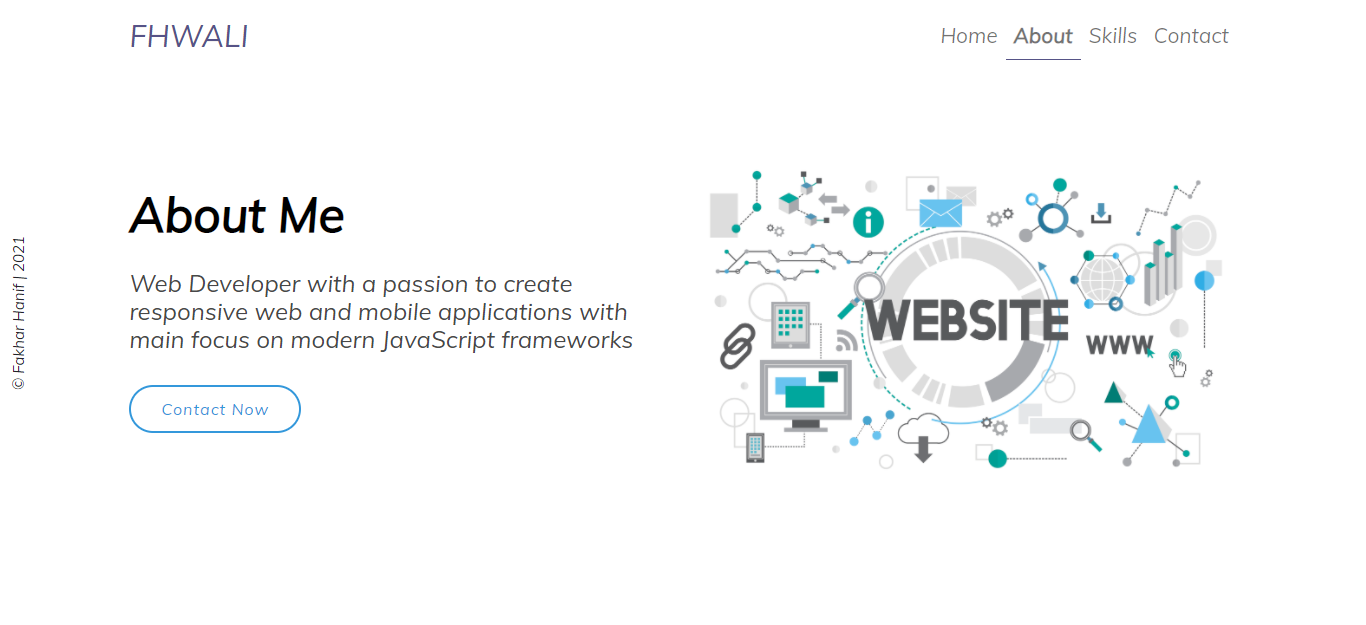 FHWALI
Home About Skills Contact
About Me
Web Developer with a passion to create
responsive web and mobile applications with
main focus on modern JavaScript frameworks
Contact Now
© Fakhar Hanif | 2021
i
WEBSITE
WWW